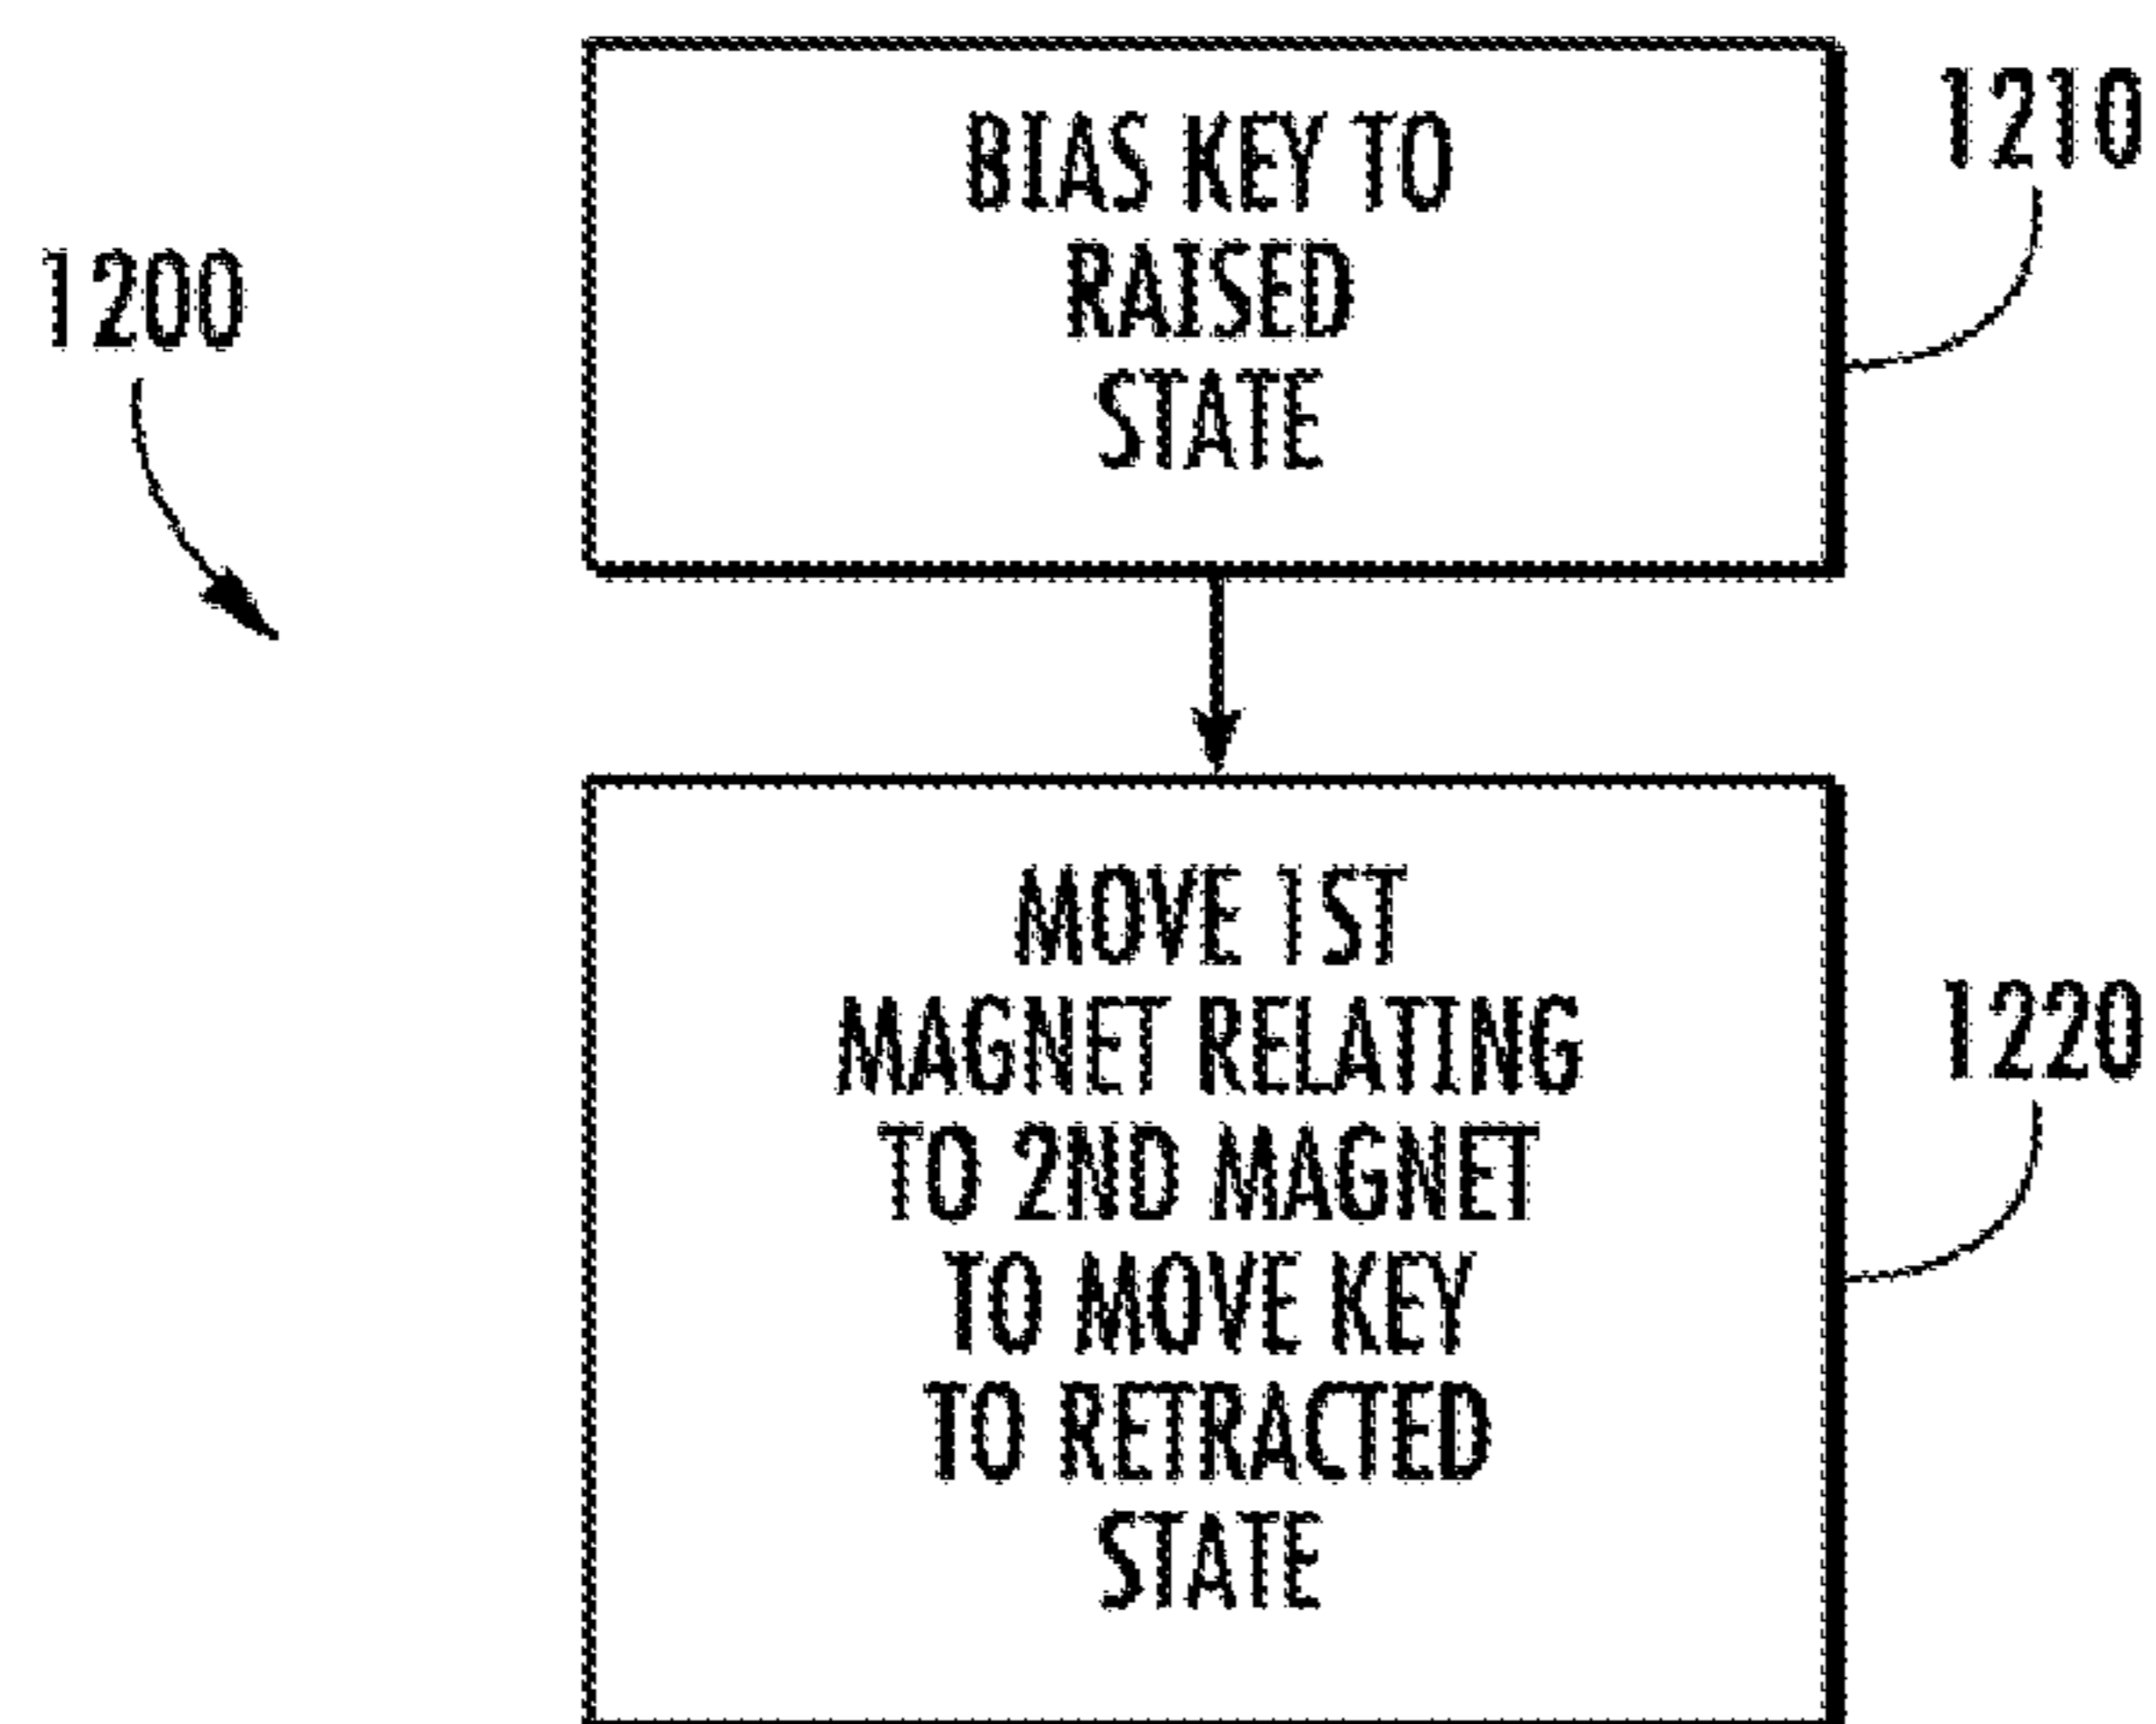 1200
BIAS KEY TO
RAISED
STATE
1210
MOVE 1ST
MAGNET RELATING
TO 2ND MAGNET
TO MOVE KEY
TO RETRACTED
STATE
1220